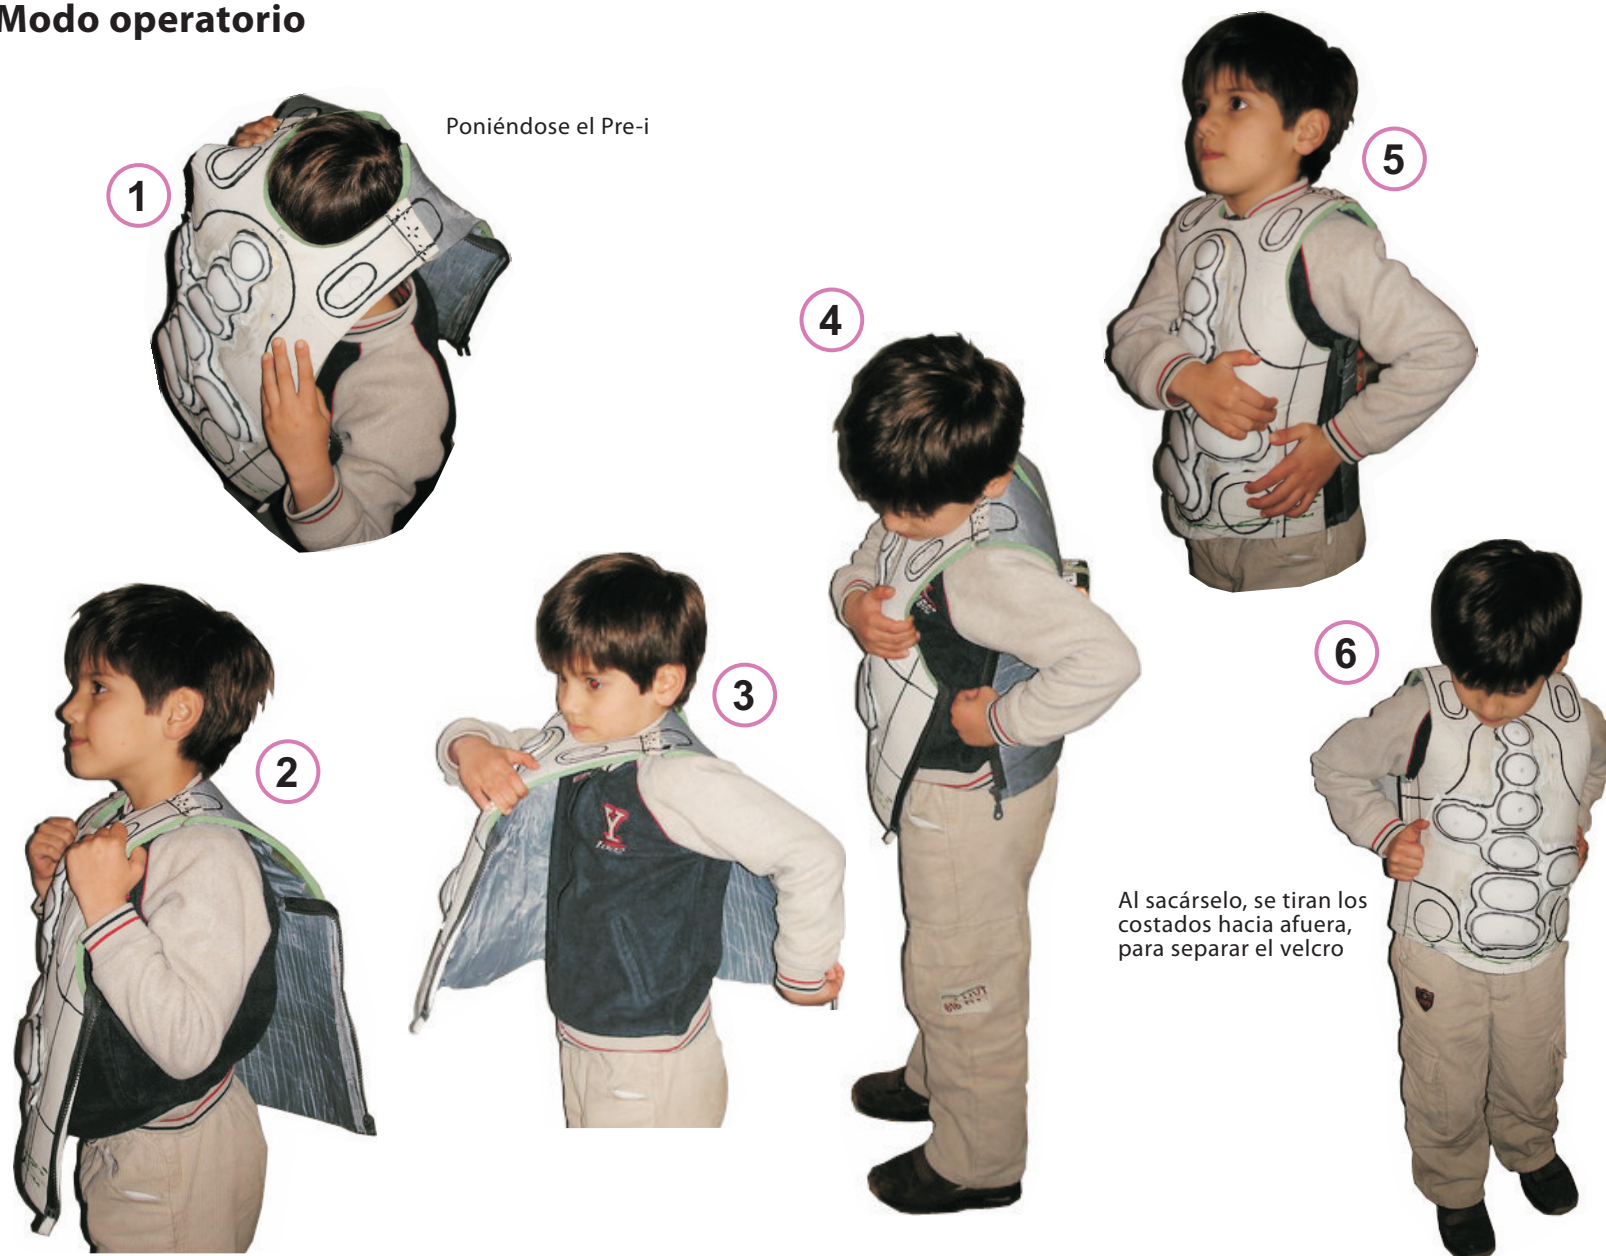 Modo operatorio
Poniéndose el Pre-i
1
2
3
4
5
6
Al sacárselo, se tiran los
costados hacia afuera,
para separar el velcro
Y